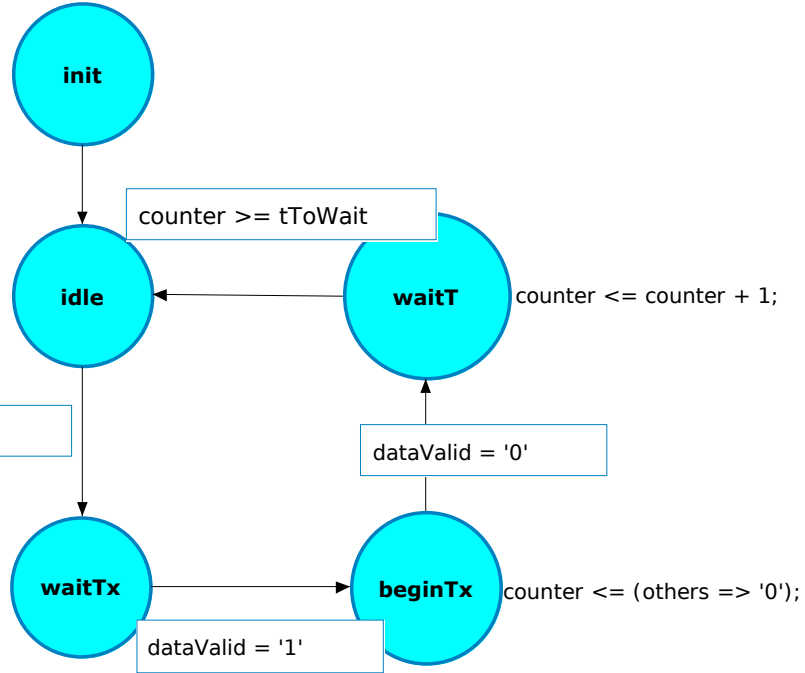 init
counter >= tToWait
idle
waitT
counter <= counter + 1;
dataValid = '0'
waitTx
beginTx
counter <= (others => '0');
dataValid = '1'